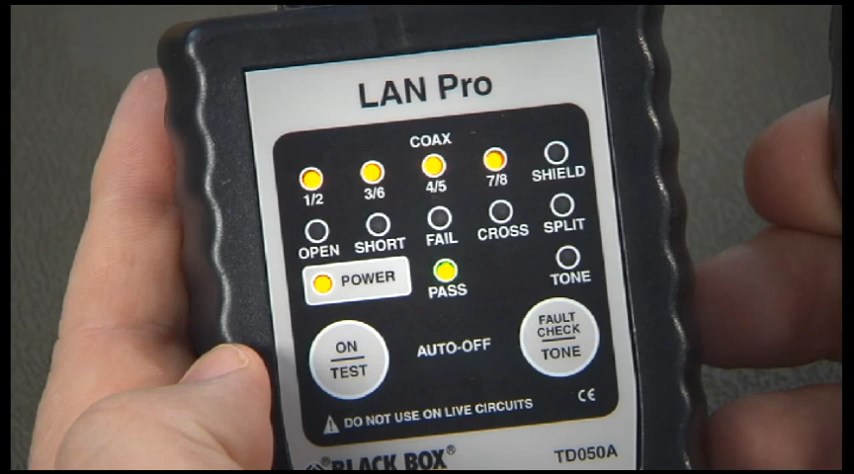 LAN Pro
COAX
1/2 3/6 4/5 7/8 SHIELD
OPEN SHORT FAIL CROSS SPLIT
POWER PASS TONE
ON
TEST
AUTO-OFF
FAULT
CHECK
TONE
DO NOT USE ON LIVE CIRCUITS CE
BLACK BOX® TD050A